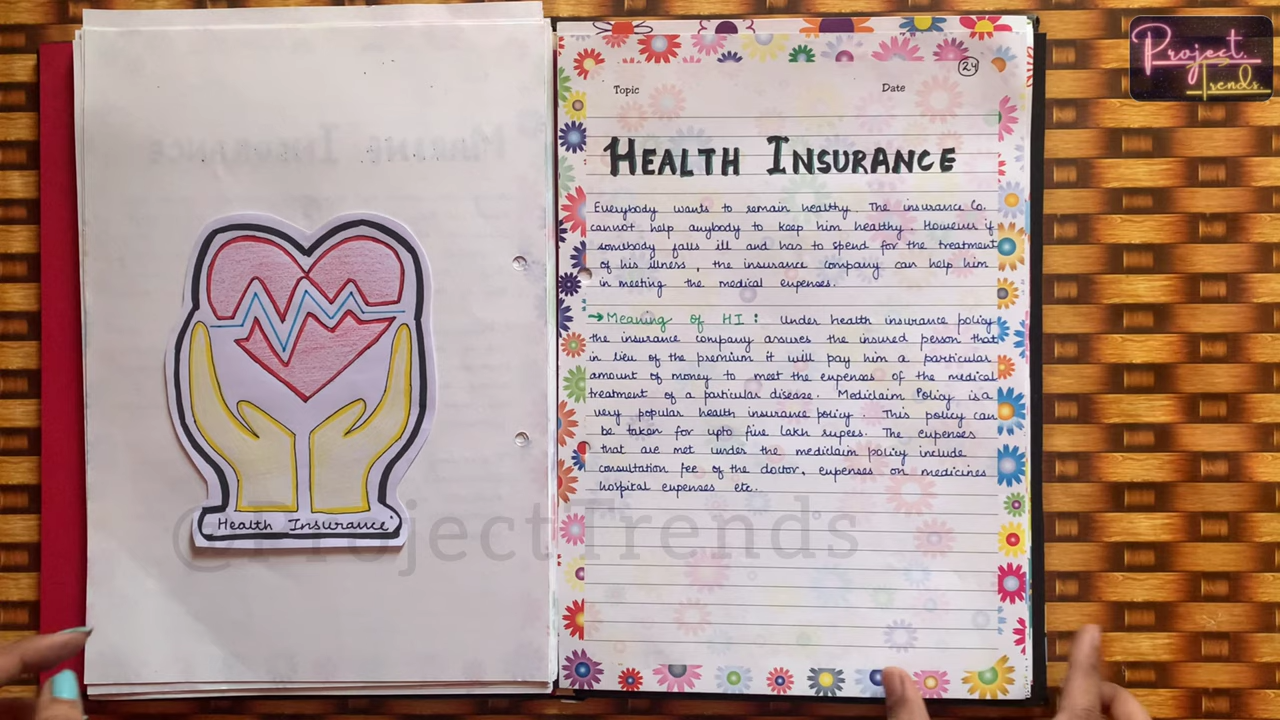 Project
Trends
24
Topic
Date
HEALTH INSURANCE
Everybody wants to remain healthy. The insurance Co.
cannot help anybody to keep him healthy. However if
somebody falls ill and has to spend for the treatment
of his illness, the insurance company can help him
in meeting the medical expenses.
→ Meaning of HI : Under health insurance policy
the insurance company assures the insured person that
in lieu of the premium it will pay him a particular
amount of money to meet the expenses of the medical
treatment of a particular disease. Mediclaim Policy is a
very popular health insurance policy. This policy can
be taken for upto five lakh rupees. The expenses
that are met under the mediclaim policy include
consultation fee of the doctor, expenses on medicines
hospital expenses etc.
Health Insurance
@ProjectTrends
MARINE INSURANCE